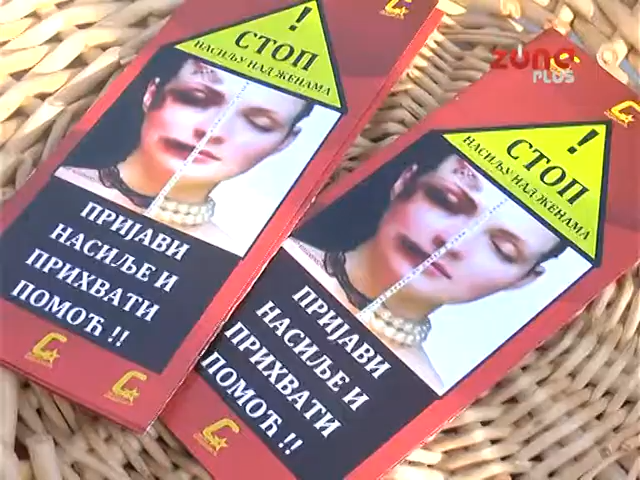 zona
PLUS
!
СТОП
НАСИЉУ НАД ЖЕНАМА
ПРИЈАВИ
НАСИЉЕ И
ПРИХВАТИ
ПОМОЋ !!
!
СТОП
НАСИЉУ НАД ЖЕНАМА
ПРИЈАВИ
НАСИЉЕ И
ПРИХВАТИ
ПОМОЋ !!